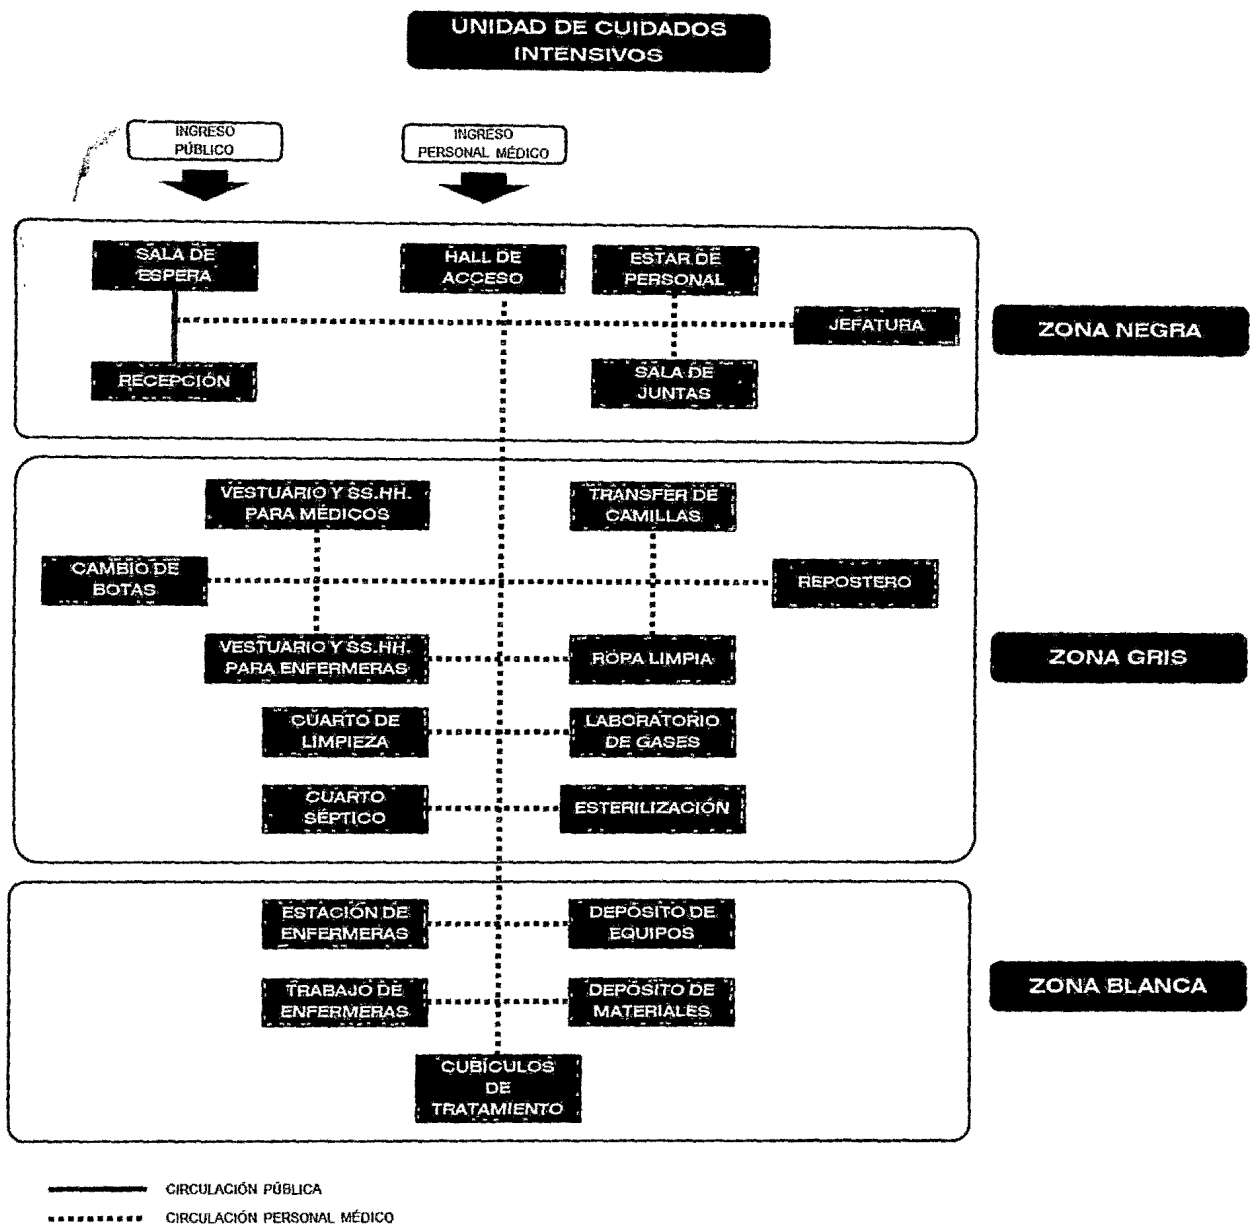 UNIDAD DE CUIDADOS
INTENSIVOS
INGRESO
PÚBLICO
INGRESO
PERSONAL MÉDICO
SALA DE
ESPERA
HALL DE
ACCESO
ESTAR DE
PERSONAL
JEFATURA
ZONA NEGRA
RECEPCIÓN
SALA DE
JUNTAS
VESTUARIO Y SS.HH.
PARA MÉDICOS
TRANSFER DE
CAMILLAS
CAMBIO DE
BOTAS
REPOSTERO
VESTUARIO Y SS.HH.
PARA ENFERMERAS
ROPA LIMPIA
ZONA GRIS
CUARTO DE
LIMPIEZA
LABORATORIO
DE GASES
CUARTO
SÉPTICO
ESTERILIZACIÓN
ESTACIÓN DE
ENFERMERAS
DEPÓSITO DE
EQUIPOS
TRABAJO DE
ENFERMERAS
DEPÓSITO DE
MATERIALES
ZONA BLANCA
CUBÍCULOS
DE
TRATAMIENTO
CIRCULACIÓN PÚBLICA
CIRCULACIÓN PERSONAL MÉDICO